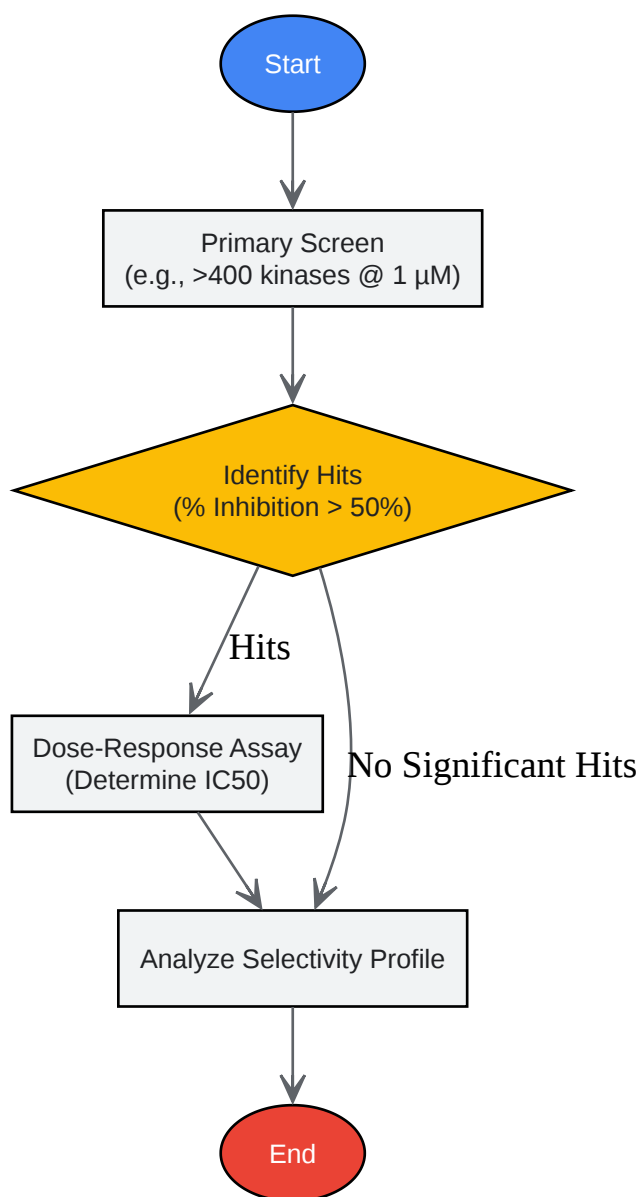 Start
Primary Screen
(e.g., >400 kinases @ 1 µM)
Identify Hits
(% Inhibition > 50%)
Hits
Dose-Response Assay
(Determine IC50)
No Significant Hits
Analyze Selectivity Profile
End